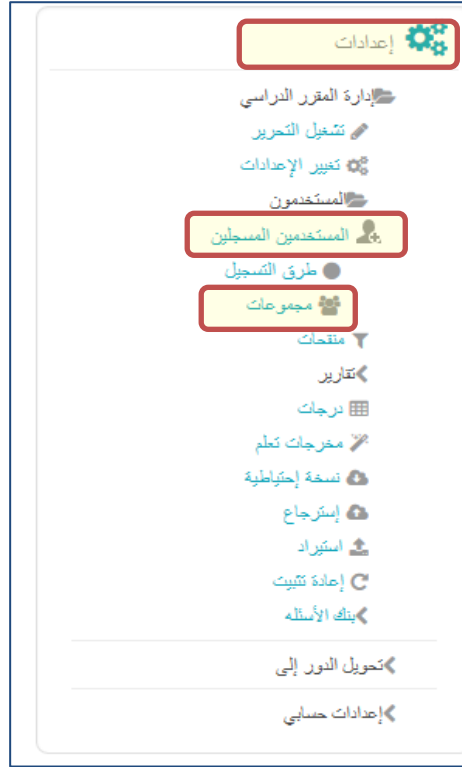 إعدادات
إدارة المقرر الدراسي
تشغيل التحرير
تغيير الإعدادات
المستخدمون
المستخدمين المسجلين
طرق التسجيل
مجموعات
منقحات
تقارير
درجات
مخرجات تعلم
نسخة إحتياطية
إسترجاع
استيراد
إعادة تثبيت
بنك الأسئله
تحويل الدور إلى
إعدادات حسابي